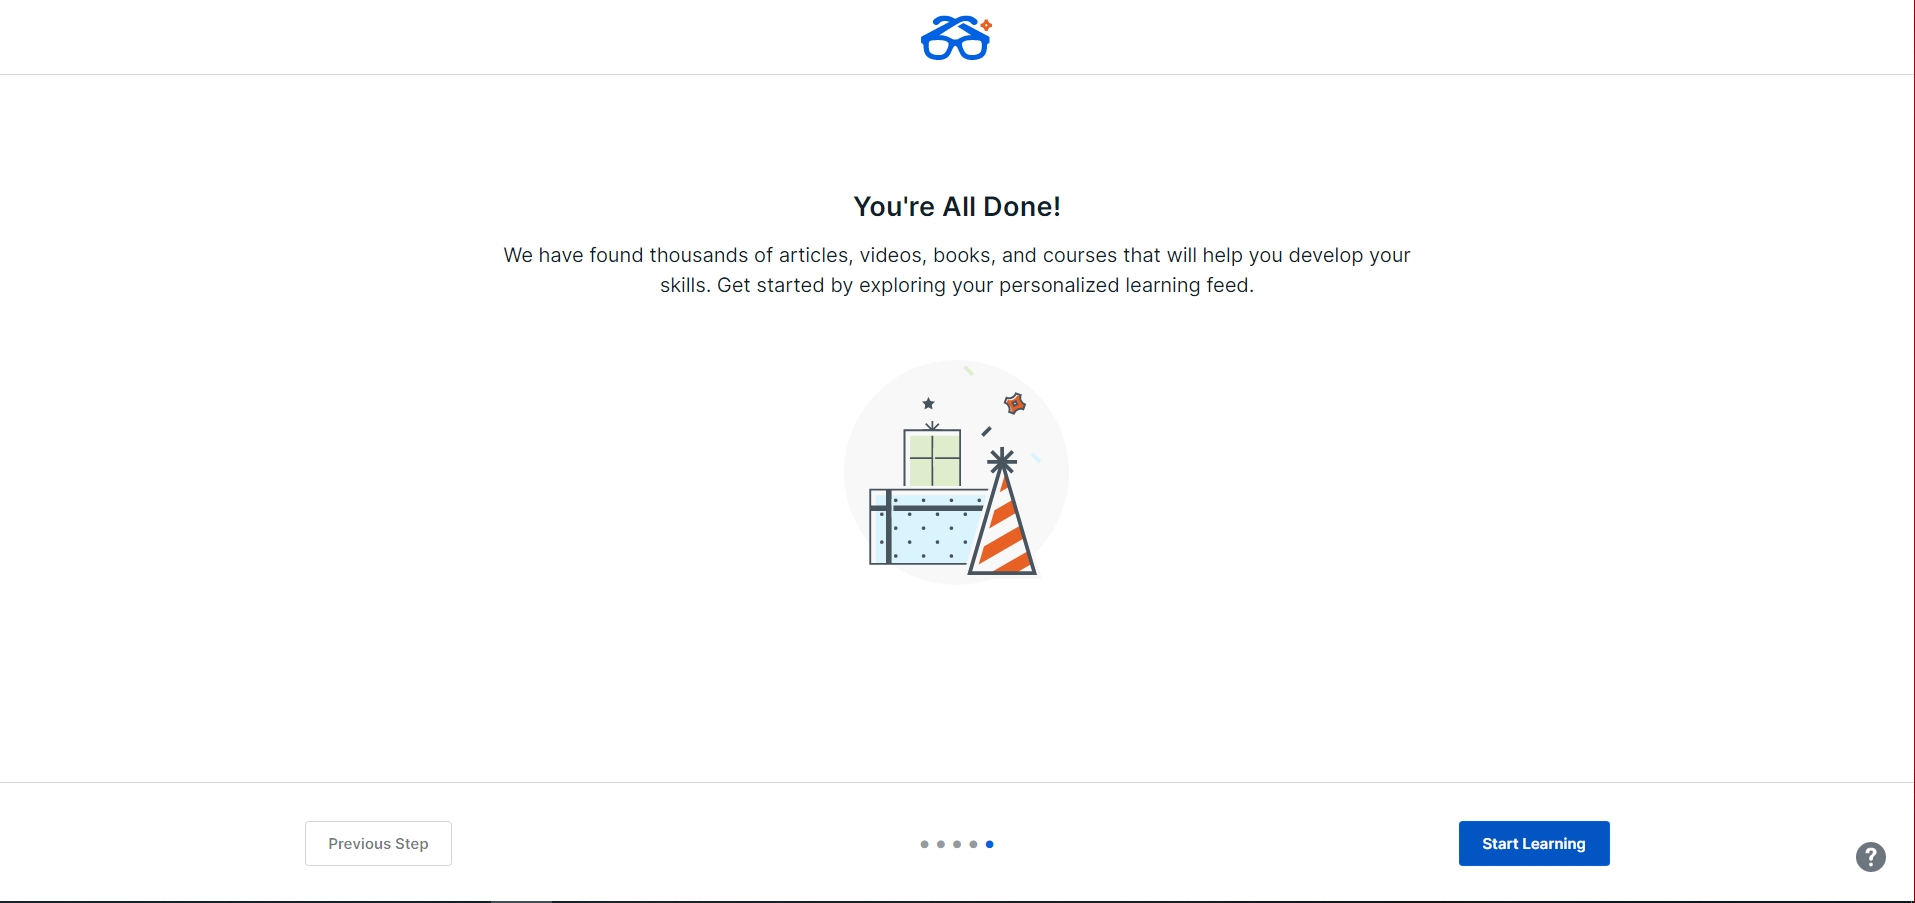 You're All Done!
We have found thousands of articles, videos, books, and courses that will help you develop your
skills. Get started by exploring your personalized learning feed.
Previous Step
Start Learning
?